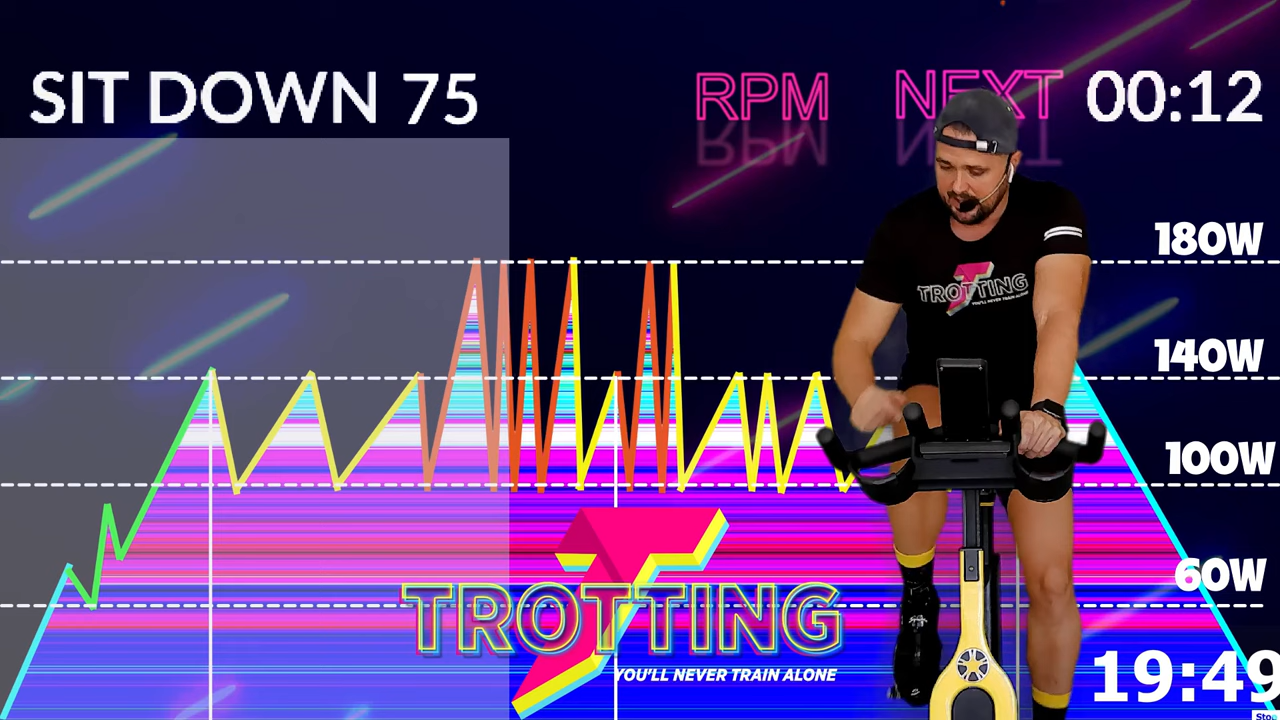 SIT DOWN 75 RPM NEXT 00:12
180W
TROTTING
YOU'LL NEVER TRAIN ALONE
140W
100W
60W
TROTTING
YOU'LL NEVER TRAIN ALONE
19:49